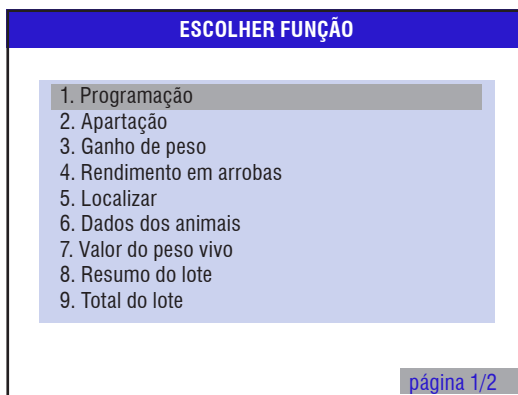 ESCOLHER FUNÇÃO
1. Programação
2. Apartação
3. Ganho de peso
4. Rendimento em arrobas
5. Localizar
6. Dados dos animais
7. Valor do peso vivo
8. Resumo do lote
9. Total do lote
página 1/2